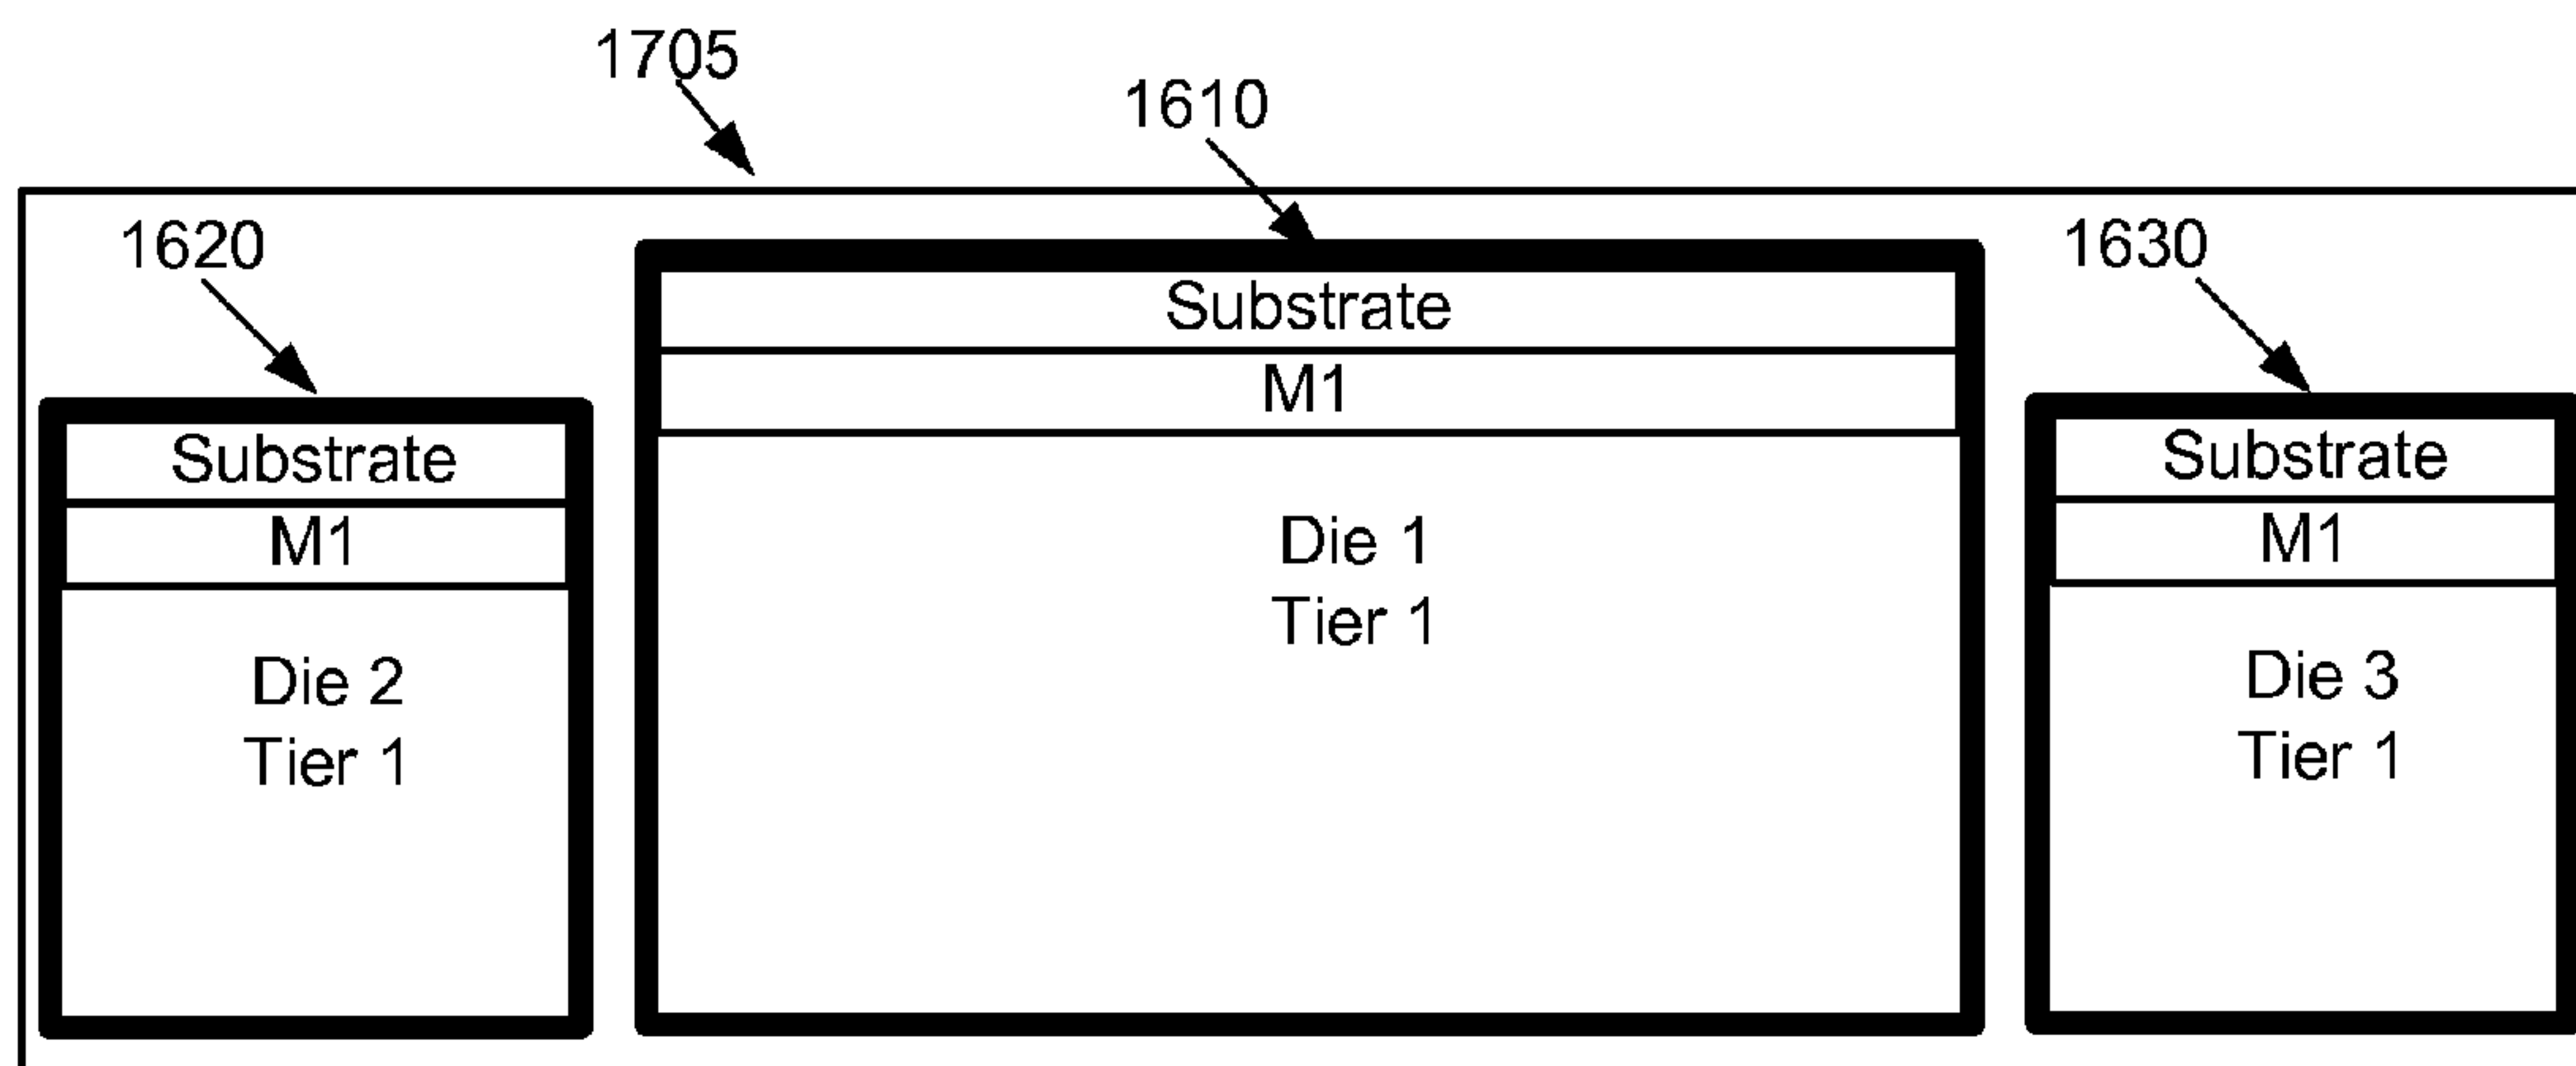 1705
1610
1620
1630
Substrate
M1
Die 1
Tier 1
Substrate
M1
Die 2
Tier 1
Substrate
M1
Die 3
Tier 1